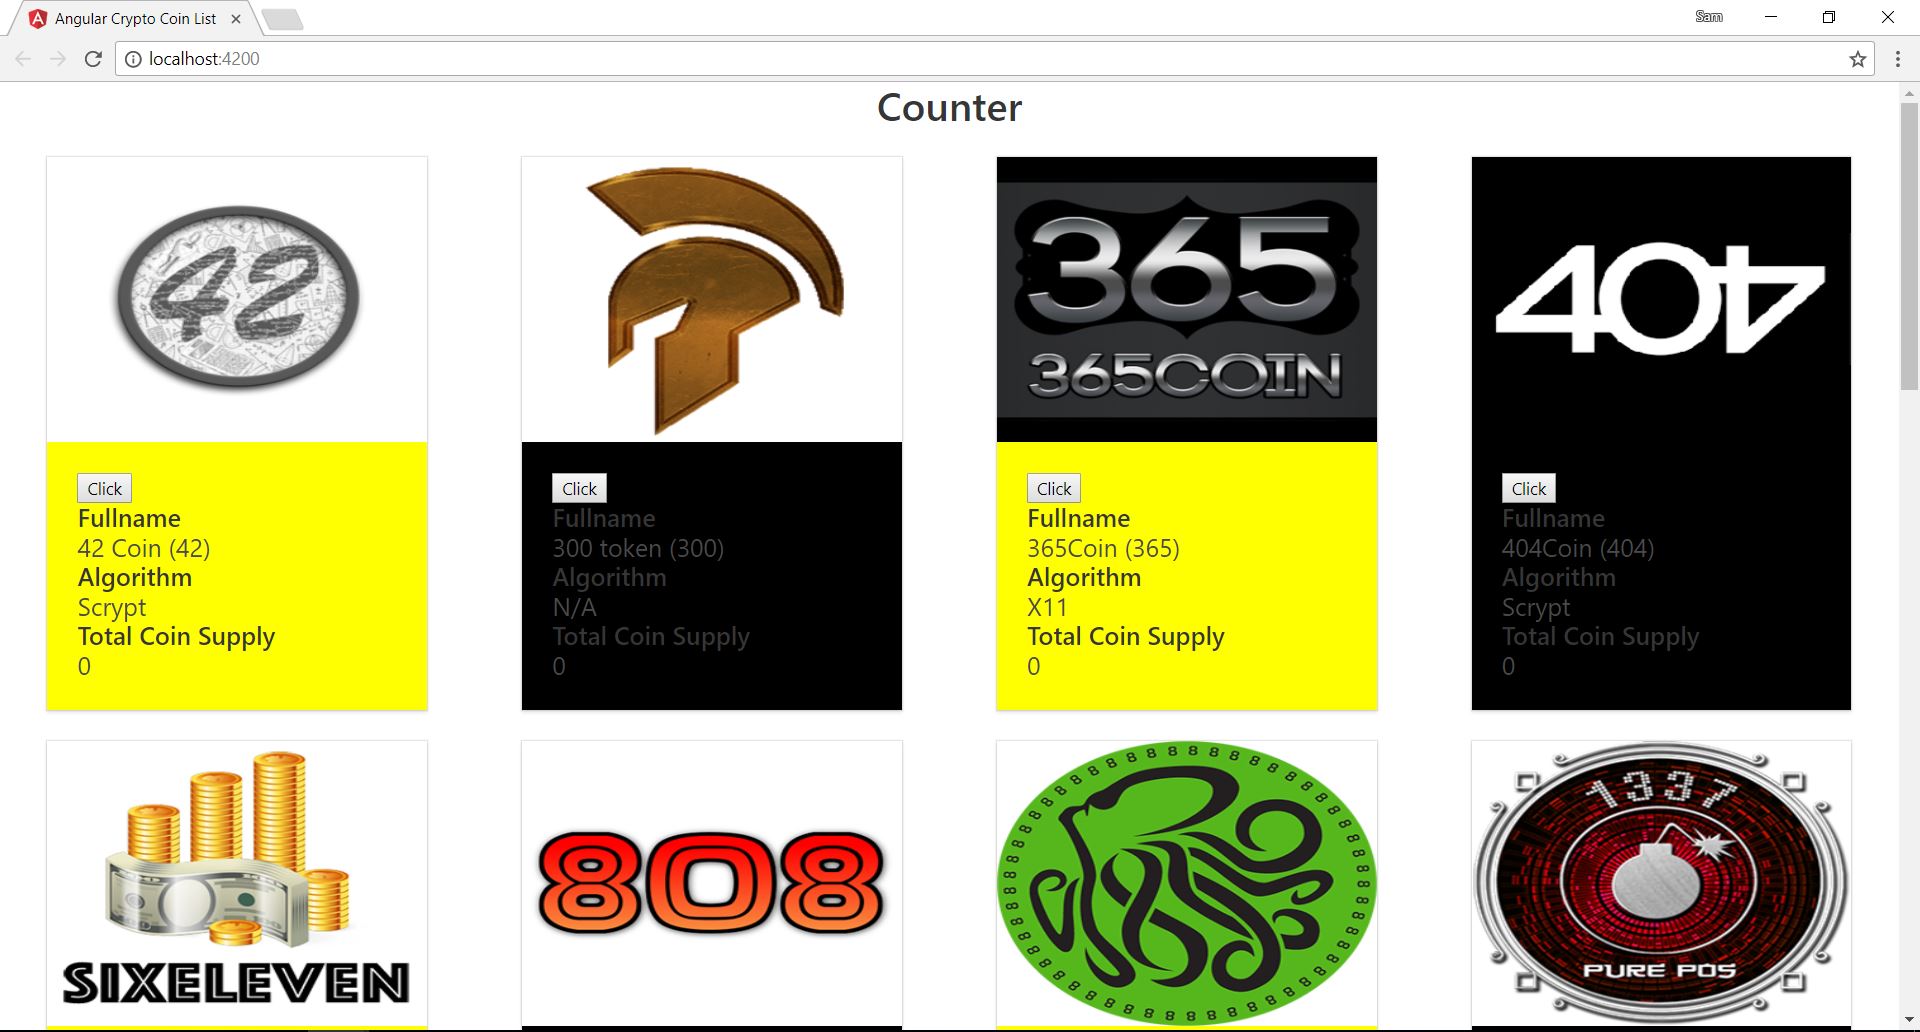 Angular Crypto Coin List
Sam
localhost:4200
Counter
42
365
365COIN
404
Click
Fullname
42 Coin (42)
Algorithm
Scrypt
Total Coin Supply
0
Click
Fullname
300 token (300)
Algorithm
N/A
Total Coin Supply
0
Click
Fullname
365Coin (365)
Algorithm
X11
Total Coin Supply
0
Click
Fullname
404Coin (404)
Algorithm
Scrypt
Total Coin Supply
0
SIXELEVEN
808
1337
PURE POS